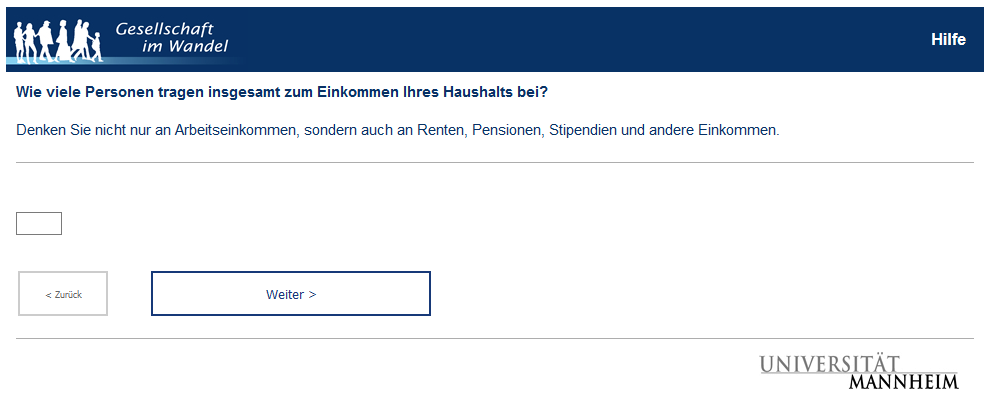 Gesellschaft
im Wandel
Hilfe
Wie viele Personen tragen insgesamt zum Einkommen Ihres Haushalts bei?
Denken Sie nicht nur an Arbeitseinkommen, sondern auch an Renten, Pensionen, Stipendien und andere Einkommen.
< Zurück
Weiter >
UNIVERSITÄT
MANNHEIM